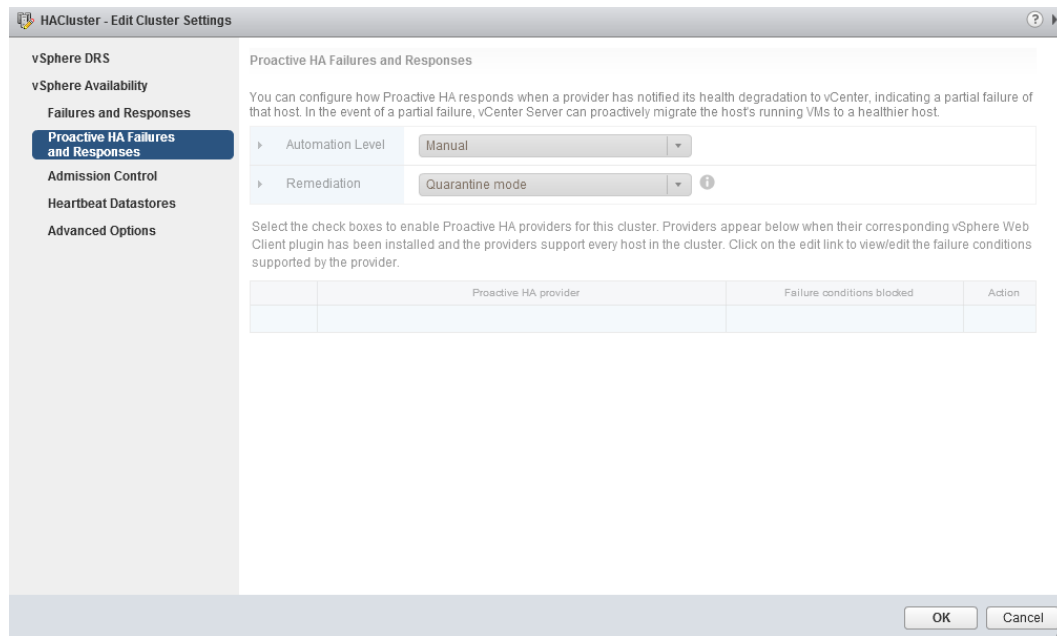 HACluster - Edit Cluster Settings
?
vSphere DRS
vSphere Availability
Failures and Responses
Proactive HA Failures
and Responses
Admission Control
Heartbeat Datastores
Advanced Options
Proactive HA Failures and Responses
You can configure how Proactive HA responds when a provider has notified its health degradation to vCenter, indicating a partial failure of
that host. In the event of a partial failure, vCenter Server can proactively migrate the host's running VMs to a healthier host.
Automation Level
Manual
Remediation
Quarantine mode
Select the check boxes to enable Proactive HA providers for this cluster. Providers appear below when their corresponding vSphere Web
Client plugin has been installed and the providers support every host in the cluster. Click on the edit link to view/edit the failure conditions
supported by the provider.
Proactive HA provider
Failure conditions blocked
Action
OK
Cancel